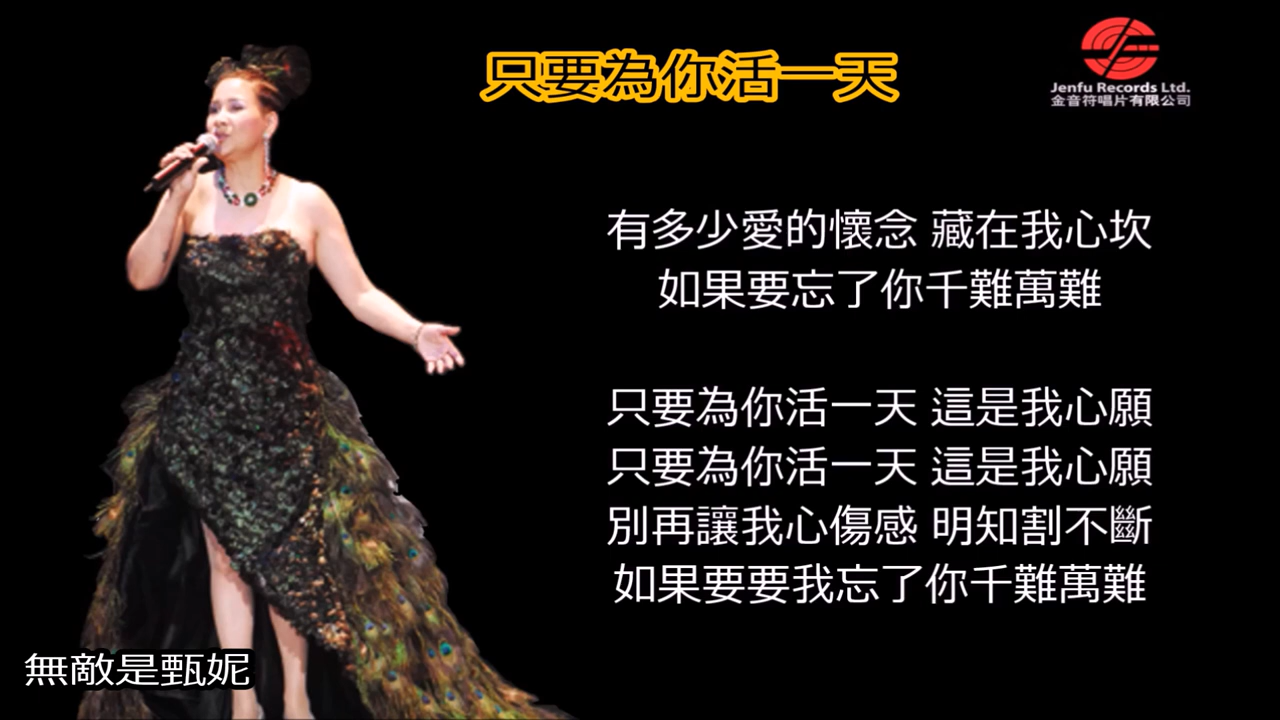 只要為你活一天
Jenfu Records Ltd.
金音符唱片有限公司
有多少愛的懷念 藏在我心坎
如果要忘了你千難萬難
只要為你活一天 這是我心願
只要為你活一天 這是我心願
別再讓我心傷感 明知割不斷
如果要要我忘了你千難萬難
無敵是甄妮